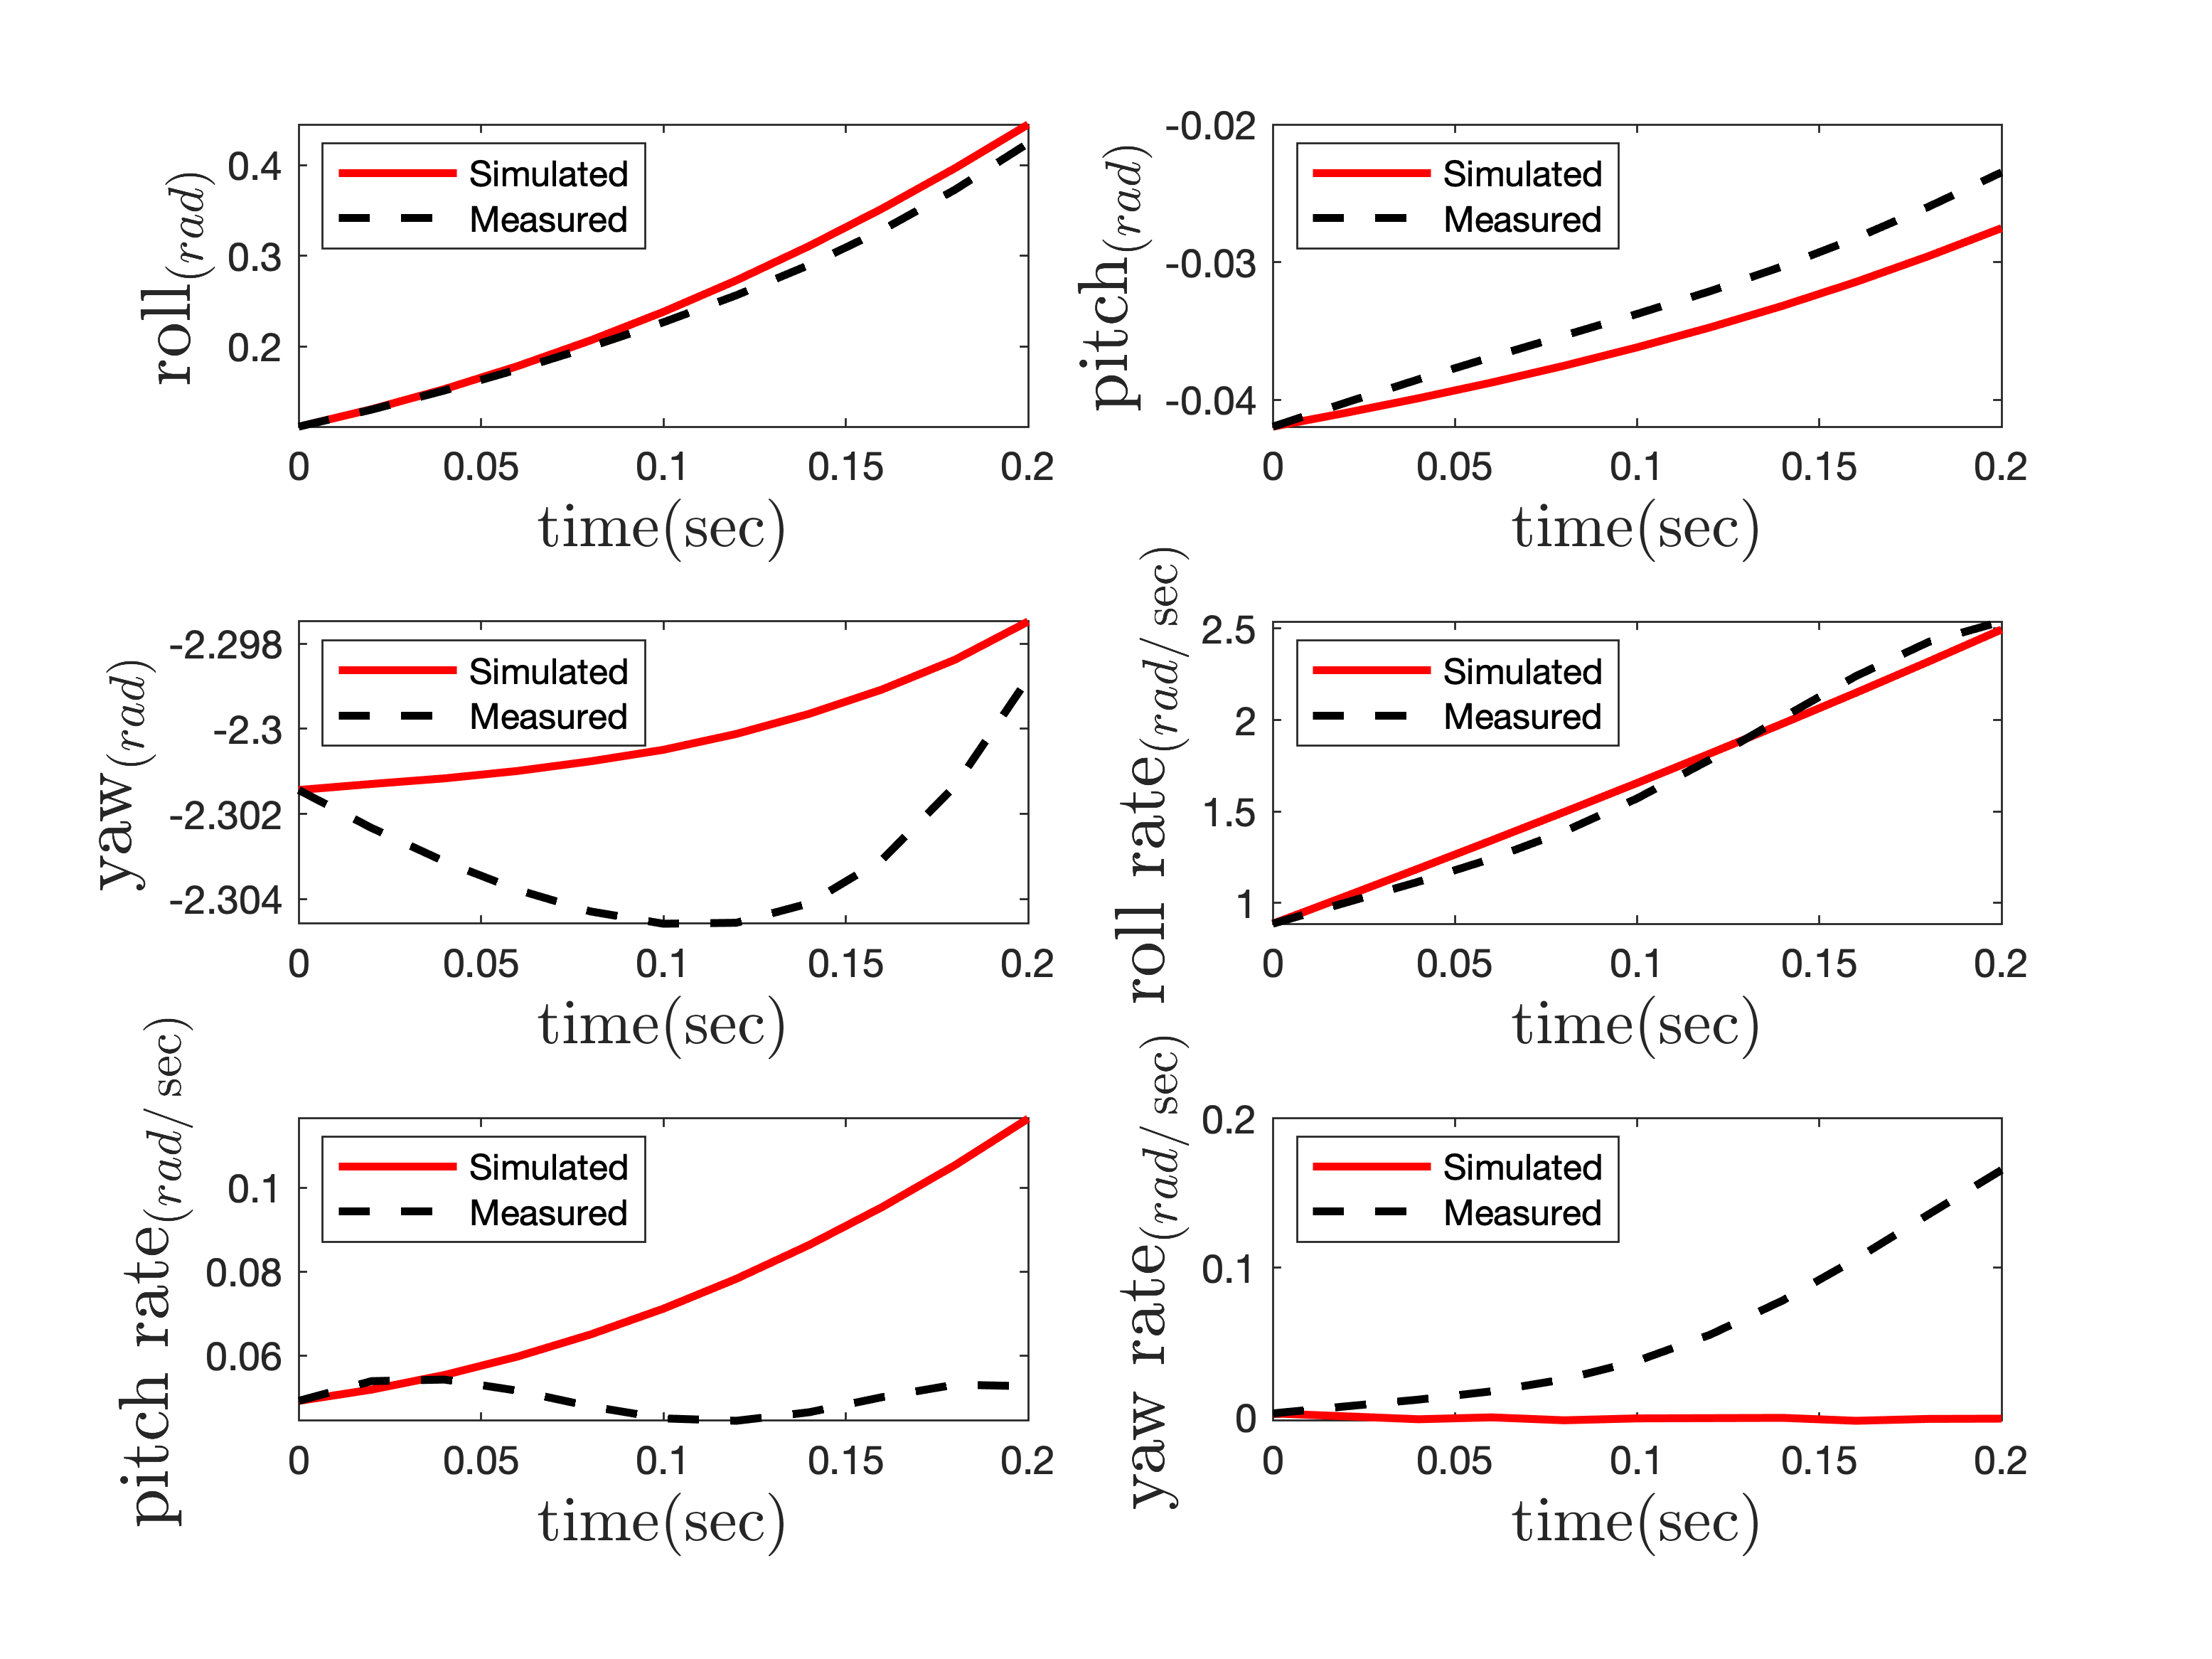 roll(rad)
0.4
0.3
0.2
Simulated
Measured
0 0.05 0.1 0.15 0.2
time(sec)
pitch(rad)
-0.02
-0.03
-0.04
Simulated
Measured
0 0.05 0.1 0.15 0.2
time(sec)
yaw(rad)
-2.298
-2.3
-2.302
-2.304
Simulated
Measured
0 0.05 0.1 0.15 0.2
time(sec)
roll rate(rad/sec)
2.5
2
1.5
1
Simulated
Measured
0 0.05 0.1 0.15 0.2
time(sec)
pitch rate(rad/sec)
0.1
0.08
0.06
Simulated
Measured
0 0.05 0.1 0.15 0.2
time(sec)
yaw rate(rad/sec)
0.2
0.1
0
Simulated
Measured
0 0.05 0.1 0.15 0.2
time(sec)